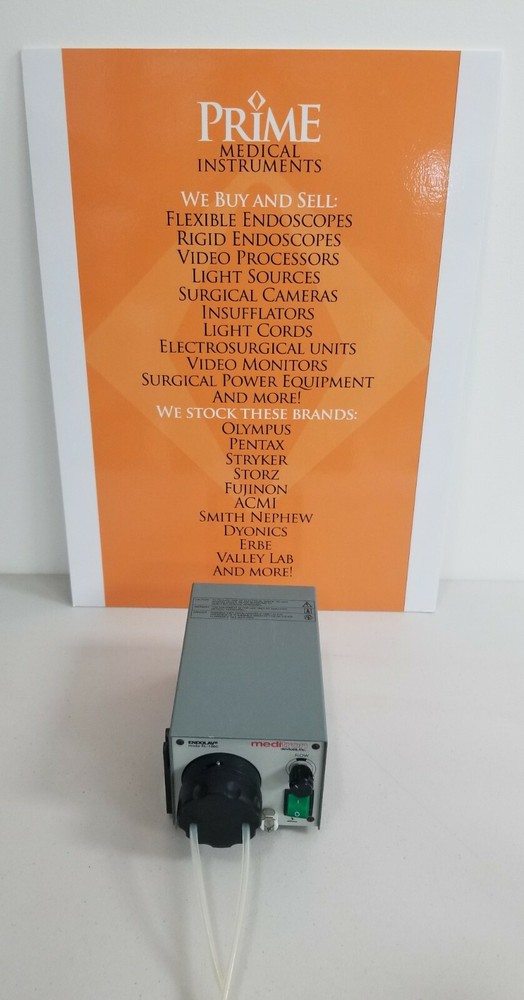 PRIME
MEDICAL
INSTRUMENTS
WE BUY AND SELL:
FLEXIBLE ENDOSCOPES
RIGID ENDOSCOPES
VIDEO PROCESSORS
LIGHT SOURCES
SURGICAL CAMERAS
INSUFFLATORS
LIGHT CORDS
ELECTROSURGICAL UNITS
VIDEO MONITORS
SURGICAL POWER EQUIPMENT
AND MORE!
WE STOCK THESE BRANDS:
OLYMPUS
PENTAX
STRYKER
STORZ
FUJINON
ACMI
SMITH NEPHEW
DYONICS
ERBE
VALLEY LAB
AND MORE!
ENDOLAV®
FLOW